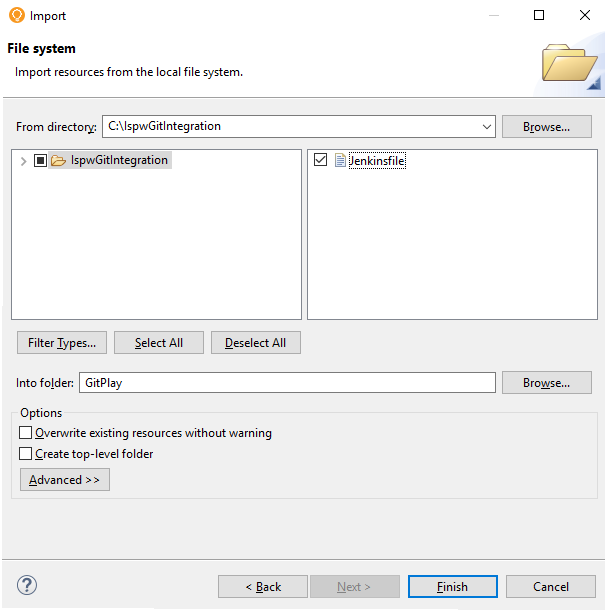 Import
File system
Import resources from the local file system.
From directory: C:\IspwGitIntegration Browse...
IspwGitIntegration Jenkinsfile
Filter Types... Select All Deselect All
Into folder: GitPlay Browse...
Options
Overwrite existing resources without warning
Create top-level folder
Advanced >>
? < Back Next > Finish Cancel